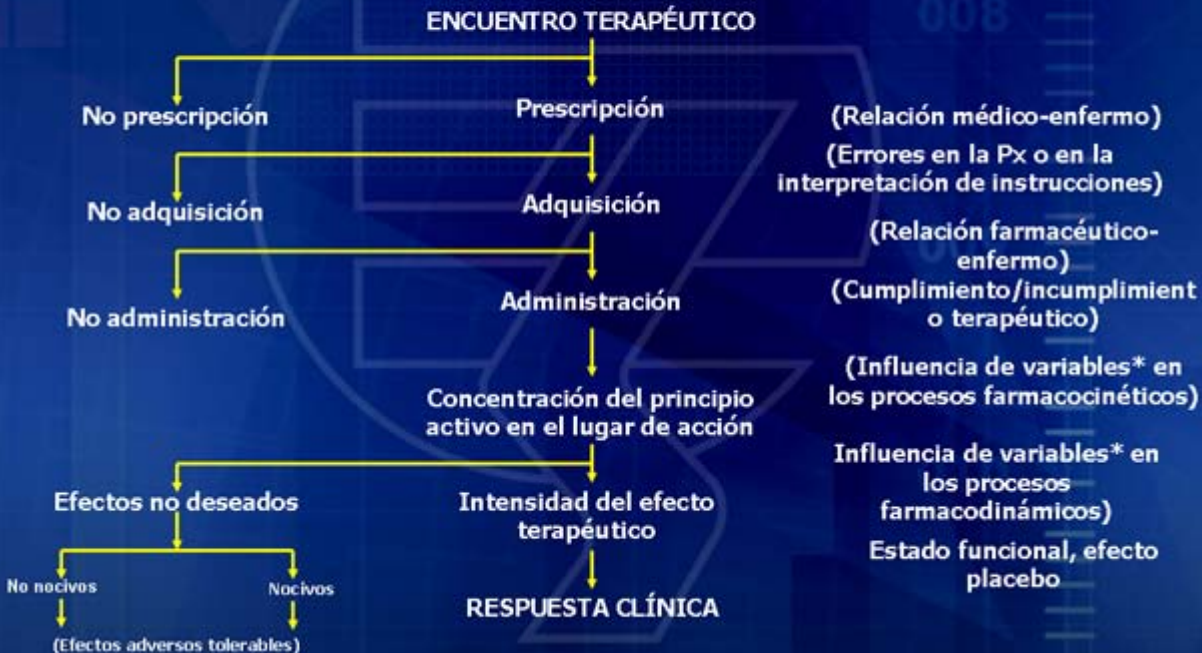 ENCUENTRO TERAPÉUTICO
No prescripción
Prescripción
(Relación médico-enfermo)
(Errores en la Px o en la
interpretación de instrucciones)
No adquisición
Adquisición
(Relación farmacéutico-
enfermo)
No administración
Administración
(Cumplimiento/incumplimient
o terapéutico)
Concentración del principio
activo en el lugar de acción
(Influencia de variables* en
los procesos farmacocinéticos)
Efectos no deseados
Intensidad del efecto
terapéutico
Influencia de variables* en
los procesos
farmacodinámicos)
No nocivos
Nocivos
RESPUESTA CLÍNICA
Estado funcional, efecto
placebo
(Efectos adversos tolerables)
008